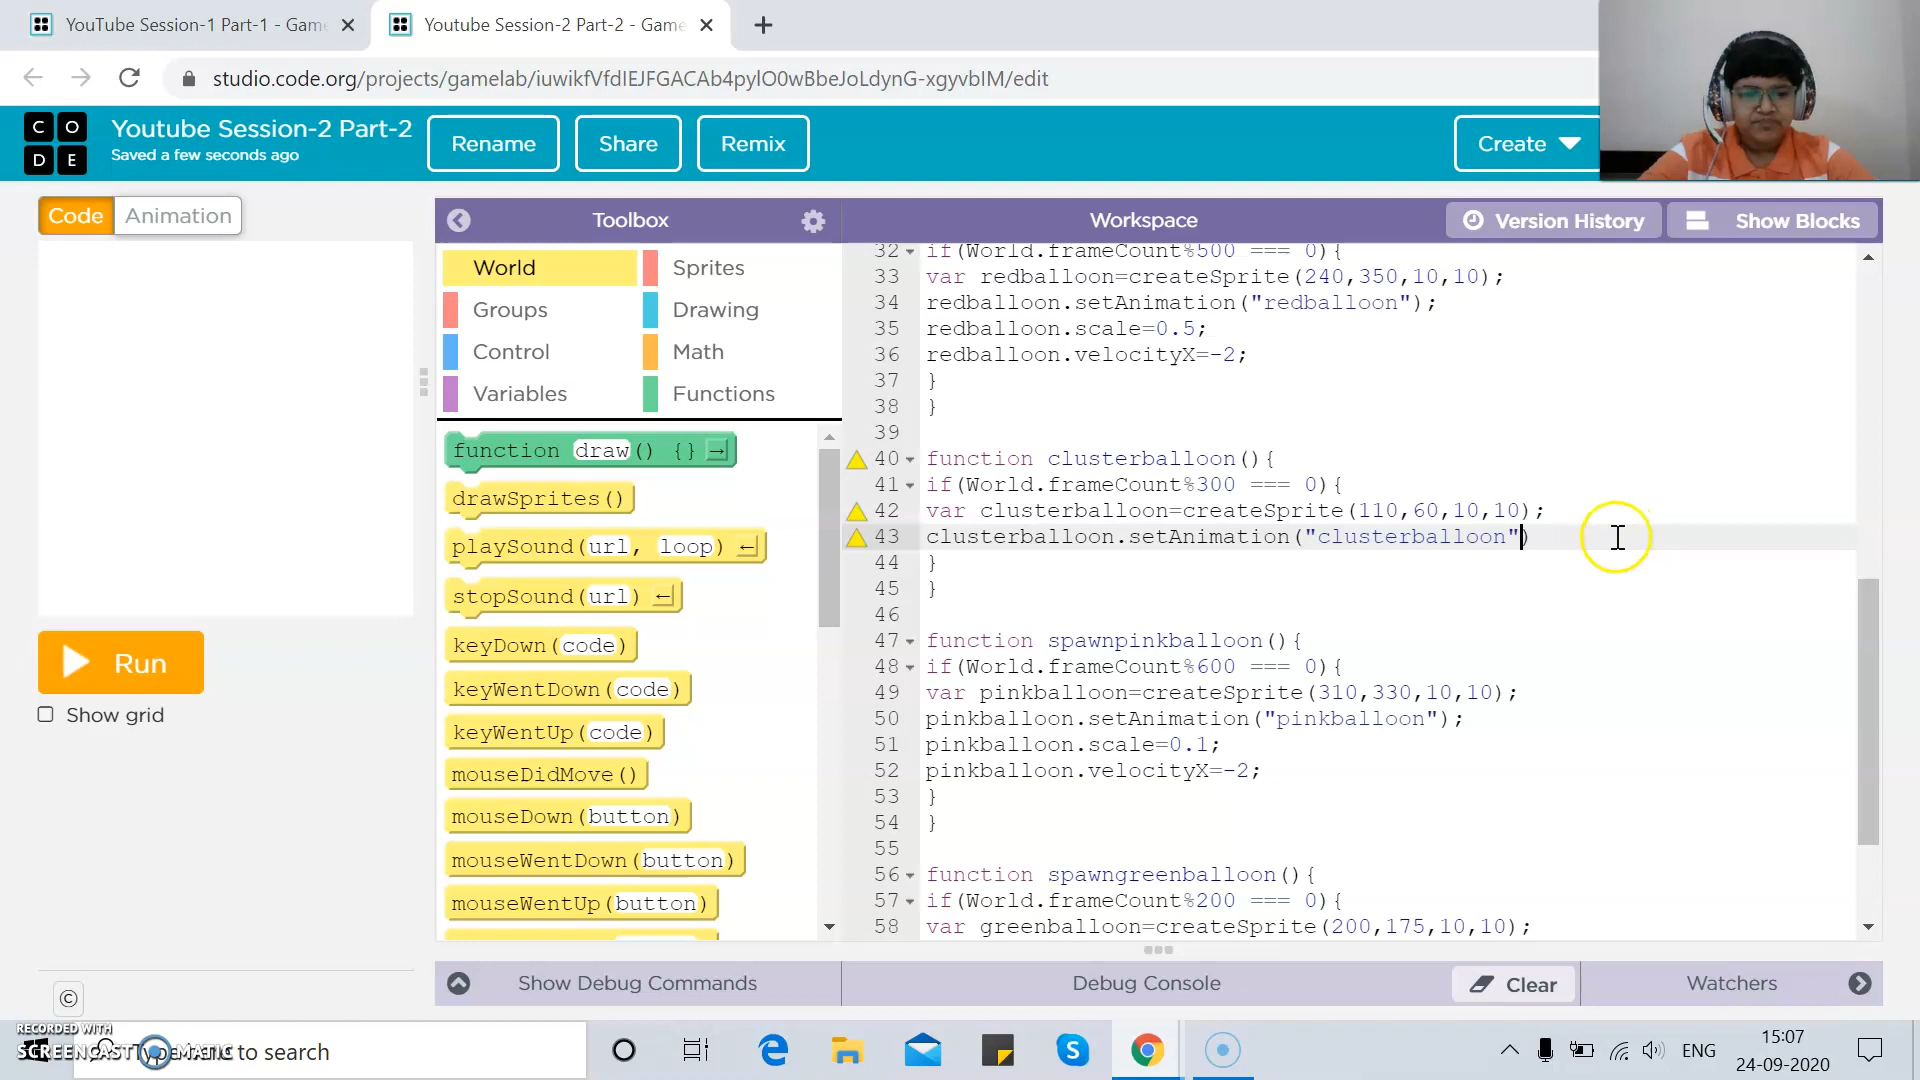 YouTube Session-1 Part-1 - Gam
Youtube Session-2 Part-2 - Game
studio.code.org/projects/gamelab/iuwikfVfdIEJFGACAb4pylO0wBbeJoLdynG-xgyvbIM/edit
C O D E
Youtube Session-2 Part-2
Saved a few seconds ago
Rename
Share
Remix
Create
Code
Animation
Toolbox
Workspace
Version History
Show Blocks
World
Sprites
Groups
Drawing
Control
Math
Variables
Functions
function draw() {}
drawSprites()
playSound(url, loop)
stopSound(url)
keyDown(code)
keyWentDown(code)
keyWentUp(code)
mouseDidMove()
mouseDown(button)
mouseWentDown(button)
mouseWentUp(button)
32 if(World.frameCount%500 === 0){
33 var redballoon=createSprite(240,350,10,10);
34 redballoon.setAnimation("redballoon");
35 redballoon.scale=0.5;
36 redballoon.velocityX=-2;
37 }
38 }
39
40 function clusterballoon(){
41 if(World.frameCount%300 === 0){
42 var clusterballoon=createSprite(110,60,10,10);
43 clusterballoon.setAnimation("clusterballoon")
44 }
45 }
46
47 function spawnpinkballoon(){
48 if(World.frameCount%600 === 0){
49 var pinkballoon=createSprite(310,330,10,10);
50 pinkballoon.setAnimation("pinkballoon");
51 pinkballoon.scale=0.1;
52 pinkballoon.velocityX=-2;
53 }
54 }
55
56 function spawngreenballoon(){
57 if(World.frameCount%200 === 0){
58 var greenballoon=createSprite(200,175,10,10);
Run
Show grid
©
Show Debug Commands
Debug Console
Clear
Watchers
RECORDED WITH
SCREENCAST MATIC
to search
ENG
15:07
24-09-2020